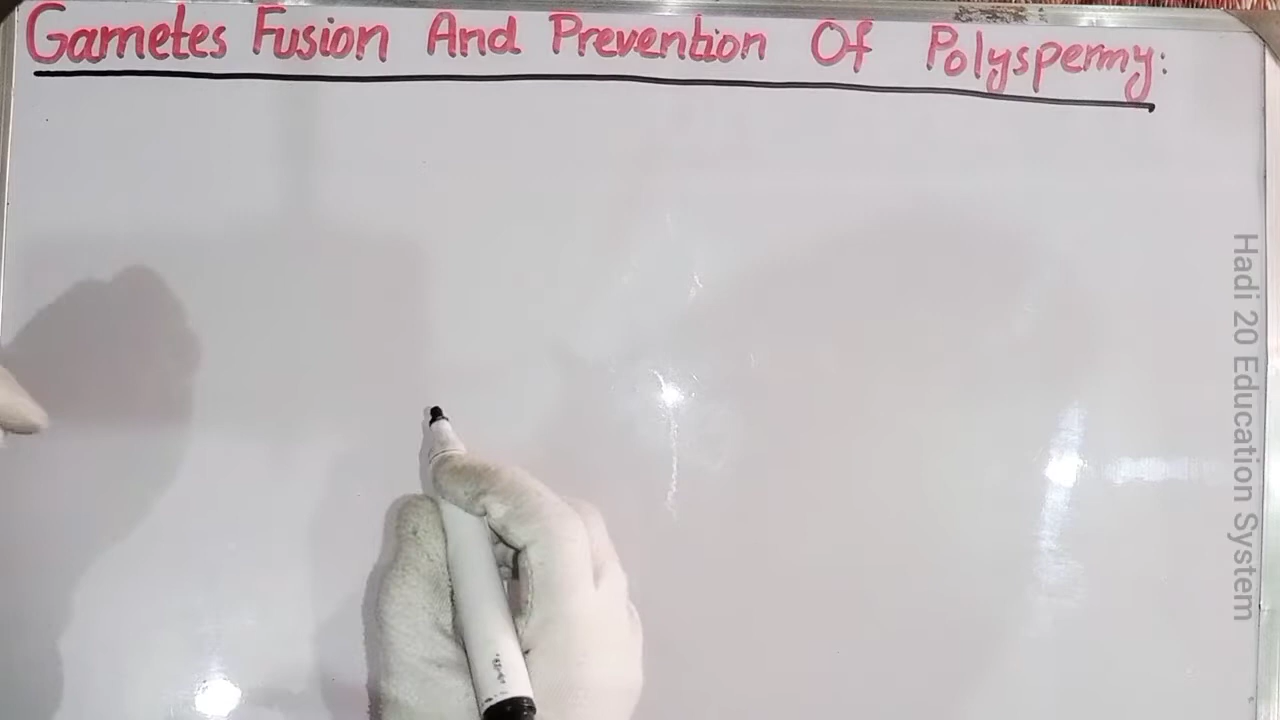 Gametes Fusion And Prevention Of Polyspermy:
Hadi 20 Education System